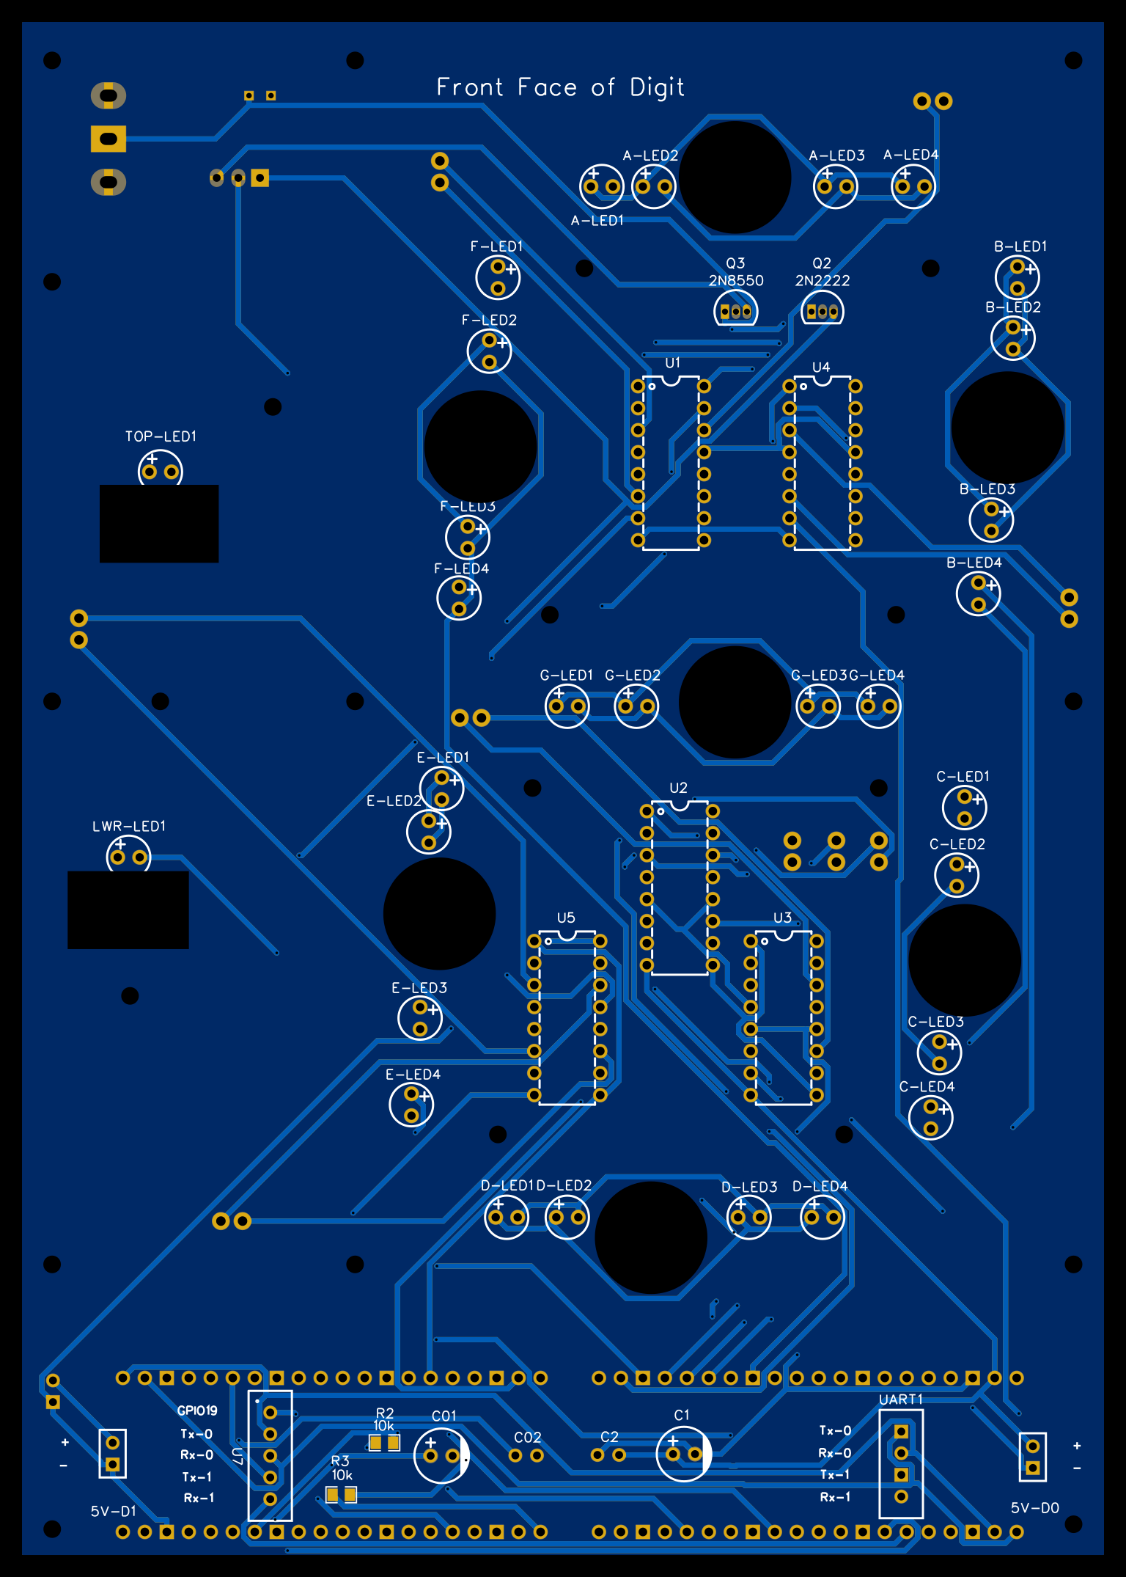 Front Face of Digit
A-LED2
A-LED3
A-LED4
A-LED1
F-LED1
B-LED1
Q3
2N8550
Q2
2N2222
B-LED2
F-LED2
U1
U4
TOP-LED1
F-LED3
B-LED3
F-LED4
B-LED4
G-LED1
G-LED2
G-LED3
G-LED4
E-LED1
C-LED1
U2
E-LED2
LWR-LED1
C-LED2
U5
U3
E-LED3
C-LED3
E-LED4
C-LED4
D-LED1
D-LED2
D-LED3
D-LED4
UART1
GPIO19
R2
10k
C01
C1
Tx-0
Rx-0
Tx-1
Rx-1
U7
C02
C2
Tx-0
Rx-0
Tx-1
Rx-1
R3
10k
+
−
+
−
5V-D1
5V-D0